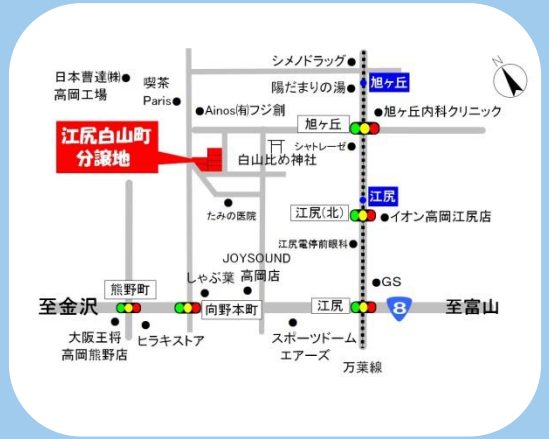 シメノドラッグ
N
日本曹達㈱
高岡工場
喫茶
Paris
陽だまりの湯
旭ヶ丘
Ainos㈲フジ創
旭ヶ丘内科クリニック
旭ヶ丘
江尻白山町
分譲地
シャトレーゼ
白山比め神社
江尻
たみの医院
江尻(北)
イオン高岡江尻店
江尻電停前眼科
JOYSOUND
高岡店
しゃぶ葉
熊野町
GS
至金沢
向野本町
江尻
8
至富山
大阪王将
高岡熊野店
ヒラキストア
スポーツドーム
エアーズ
万葉線